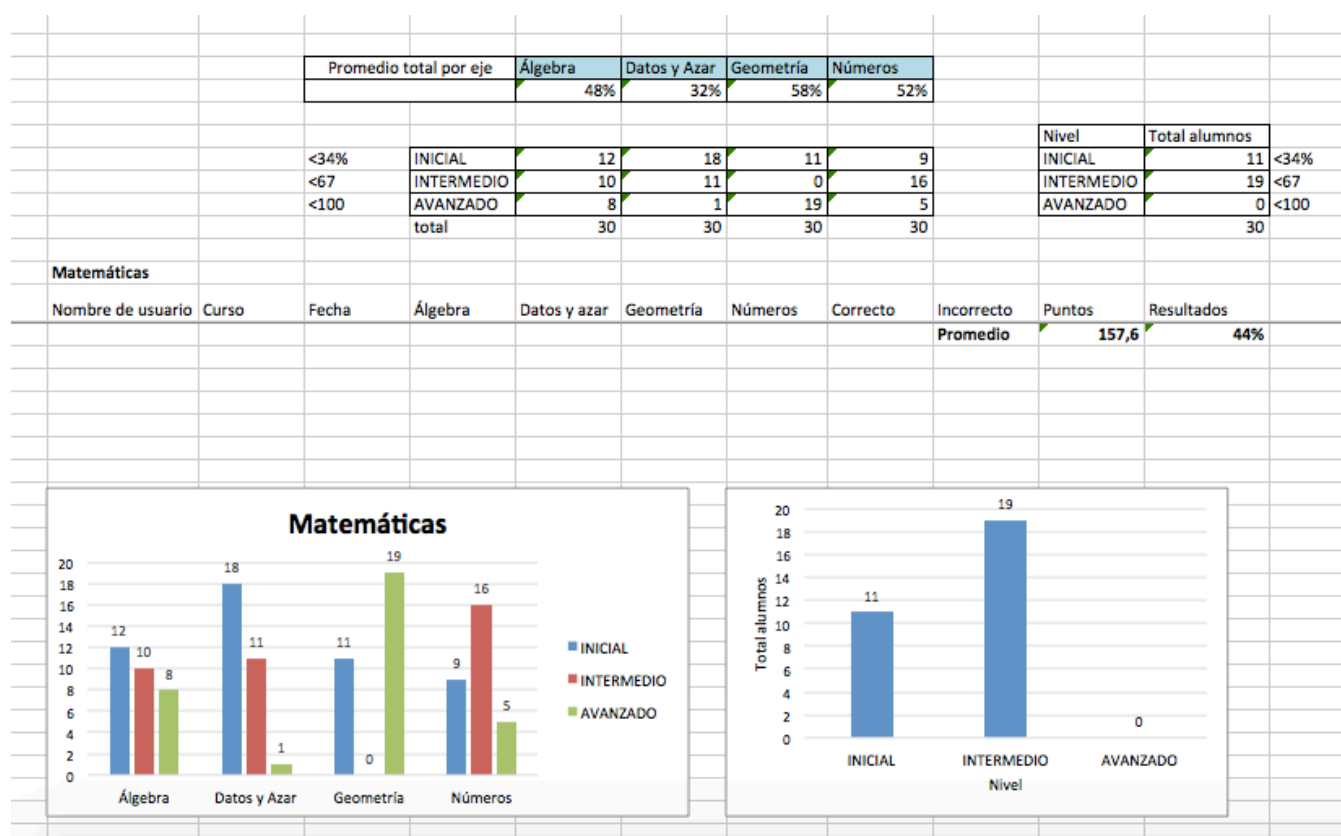 Promedio total por eje Álgebra Datos y Azar Geometría Números
48% 32% 58% 52%
Nivel Total alumnos
<34% INICIAL 12 18 11 9 INICIAL 11 <34%
<67 INTERMEDIO 10 11 0 16 INTERMEDIO 19 <67
<100 AVANZADO 8 1 19 5 AVANZADO 0 <100
total 30 30 30 30 30
Matemáticas
Nombre de usuario Curso Fecha Álgebra Datos y azar Geometría Números Correcto Incorrecto Puntos Resultados
Promedio 157,6 44%
Matemáticas
20
18
16
14
12
10
8
6
4
2
0
12
10
8
18
11
1
11
0
19
9
16
5
Álgebra Datos y Azar Geometría Números
INICIAL
INTERMEDIO
AVANZADO
Total alumnos
20
18
16
14
12
10
8
6
4
2
0
11
19
0
INICIAL INTERMEDIO AVANZADO
Nivel